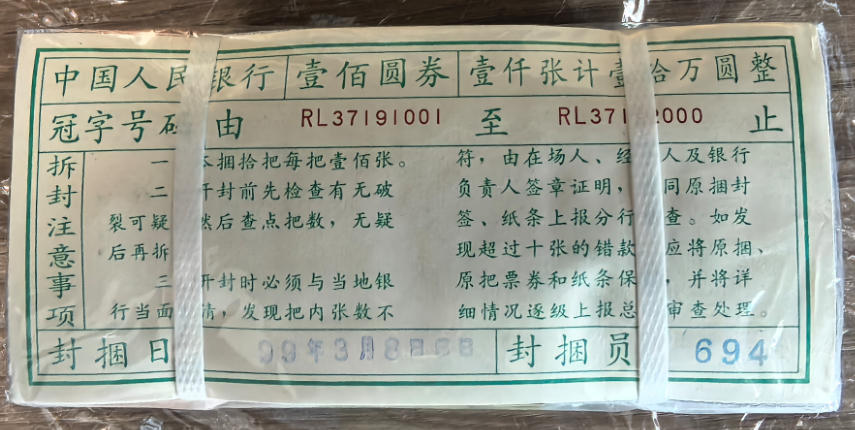 中国人民银行 壹佰圆券 壹仟张计壹拾万圆整
冠字号码由 RL37191001 至 RL37192000 止
拆封注意事项
一 本捆拾把每把壹佰张。
二 开封前先检查有无破
裂可疑 然后查点把数，无疑
后再拆
三 开封时必须与当地银
行当面 清，发现把内张数不
符，由在场人、经 人及银行
负责人签章证明， 同原捆封
签、纸条上报分行 查。如发
现超过十张的错款 应将原捆、
原把票券和纸条保 ，并将详
细情况逐级上报总 审查处理。
封捆日 99年3月8日
封捆员 694